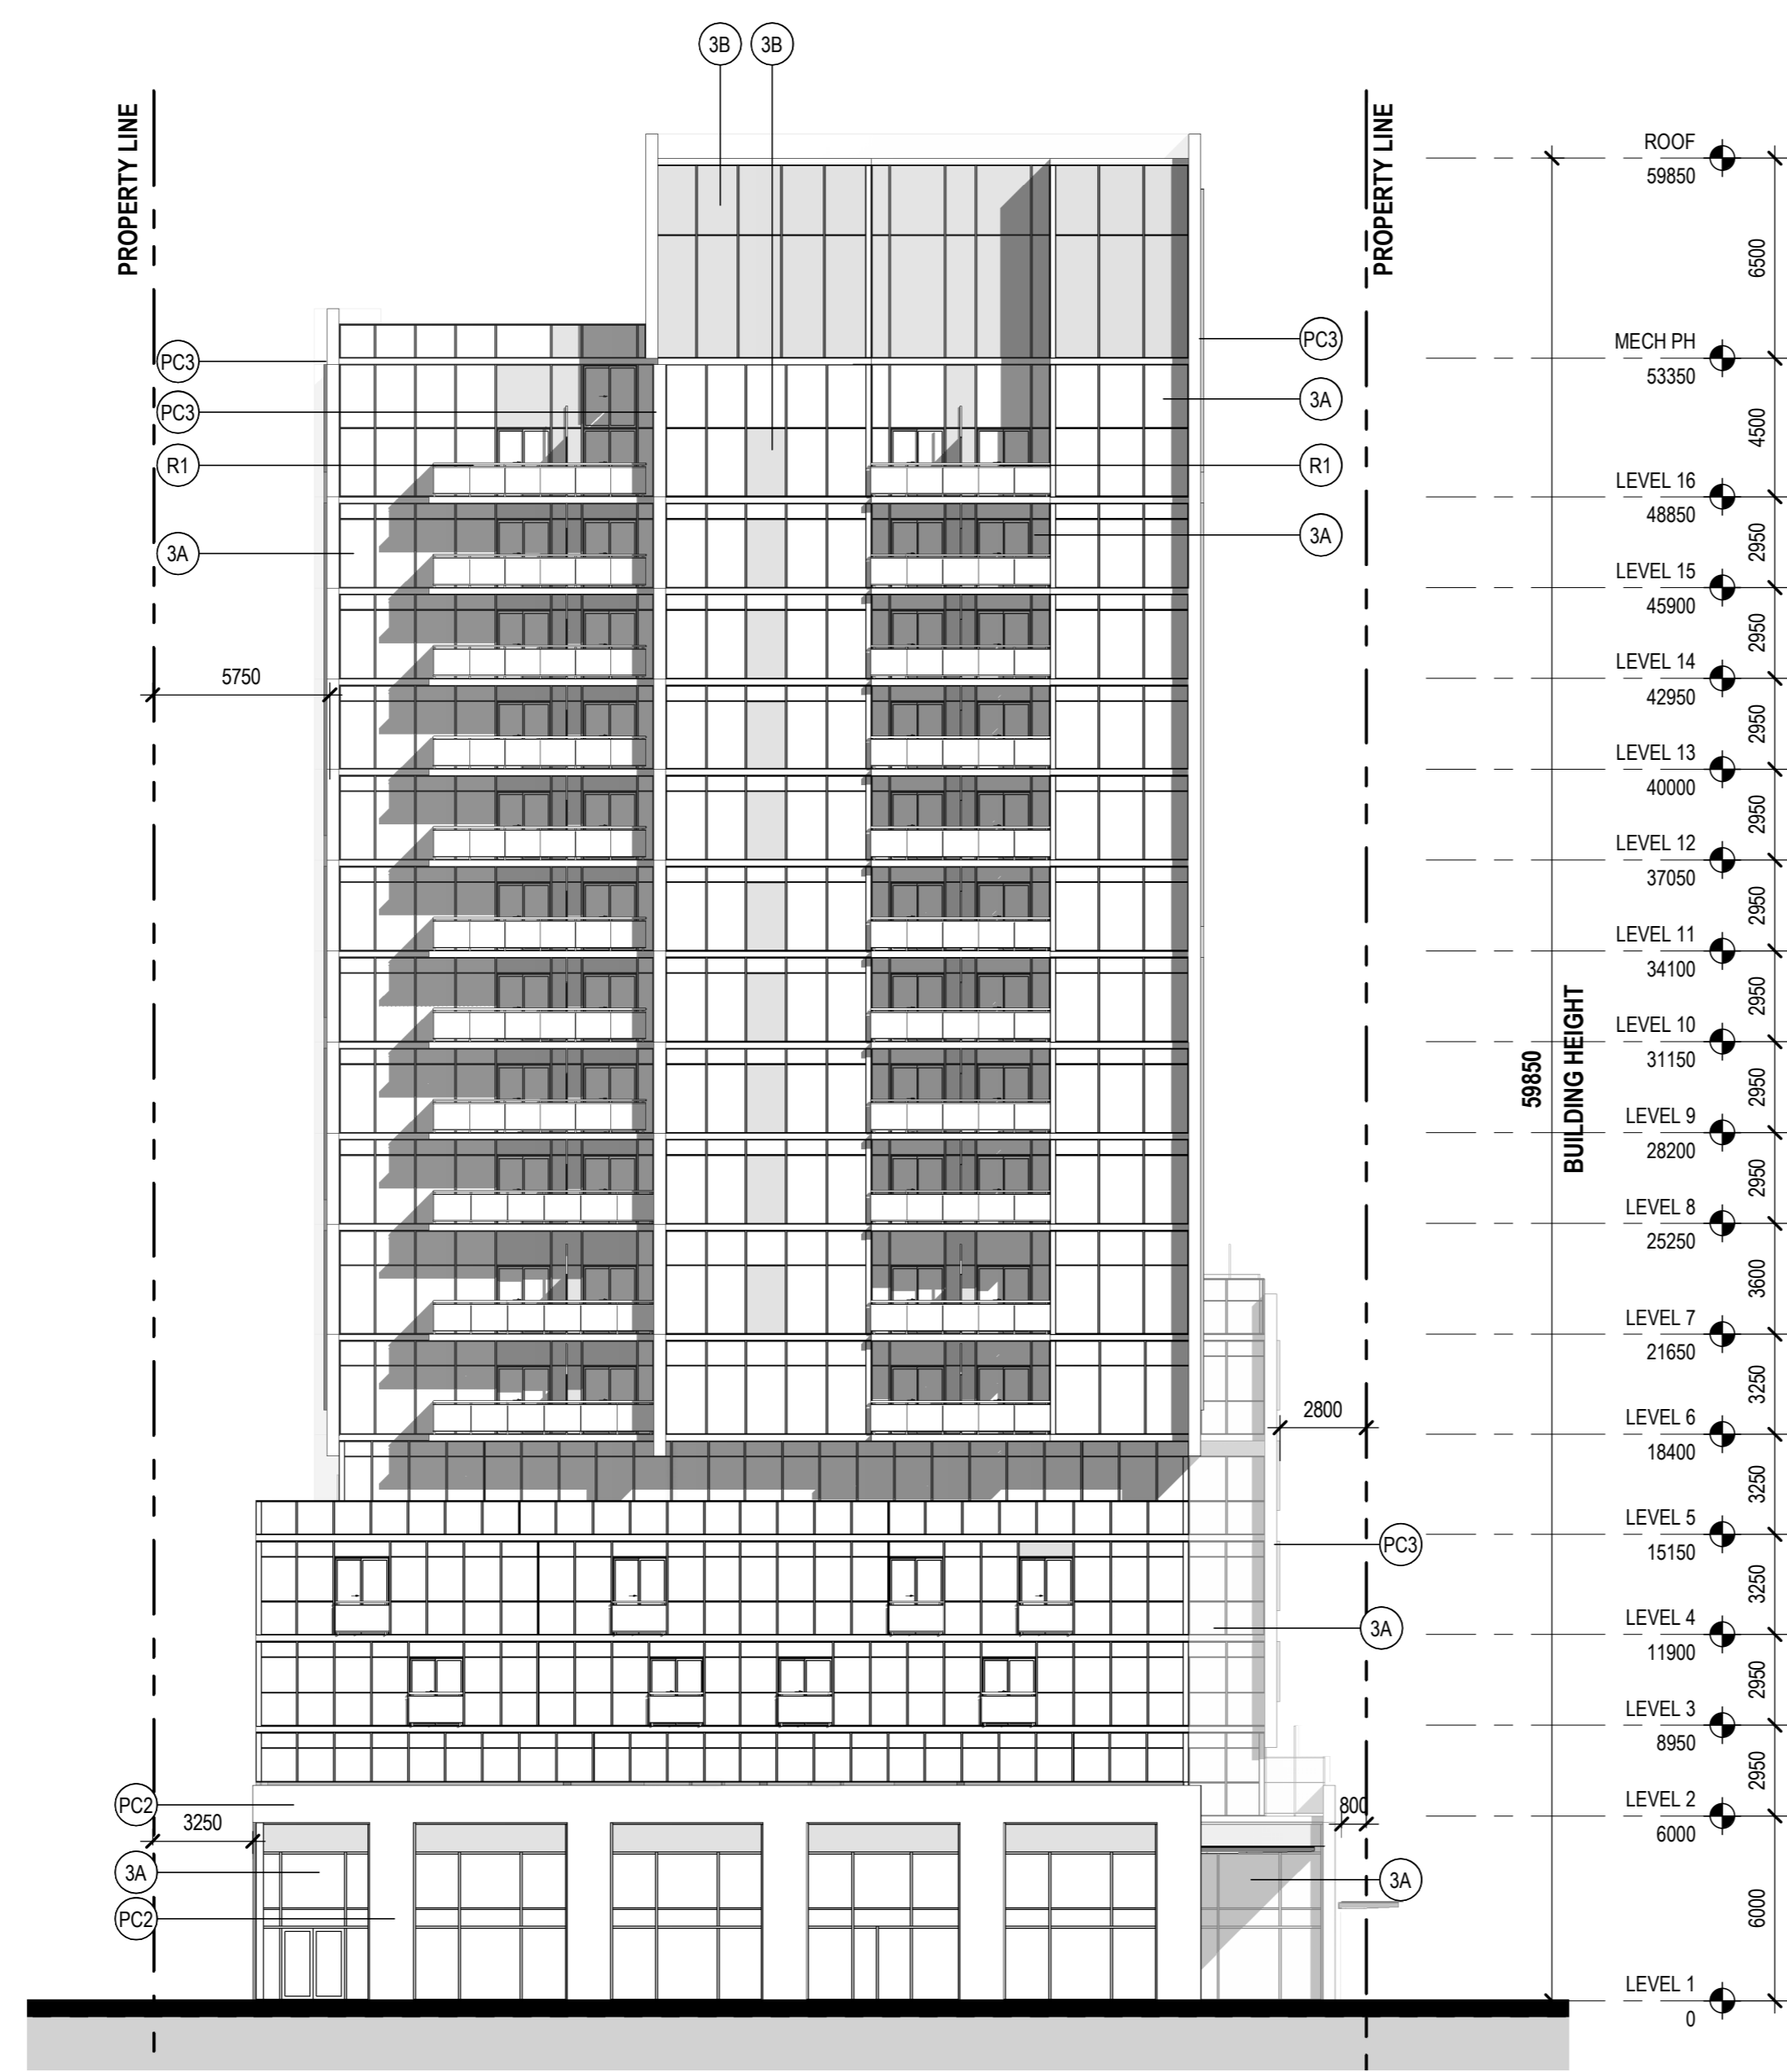 3B 3B
PROPERTY LINE
PROPERTY LINE
ROOF
59850
6500
PC3
PC3
MECH PH
53350
3A
PC3
4500
R1
R1
LEVEL 16
48850
3A
3A
2950
LEVEL 15
45900
2950
5750
LEVEL 14
42950
2950
LEVEL 13
40000
2950
LEVEL 12
37050
2950
LEVEL 11
34100
2950
LEVEL 10
31150
59850
BUILDING HEIGHT
2950
LEVEL 9
28200
2950
LEVEL 8
25250
3600
LEVEL 7
21650
3250
2800
LEVEL 6
18400
3250
LEVEL 5
15150
PC3
3250
LEVEL 4
11900
3A
2950
LEVEL 3
8950
2950
LEVEL 2
6000
PC2
800
3250
3A
3A
PC2
6000
LEVEL 1
0